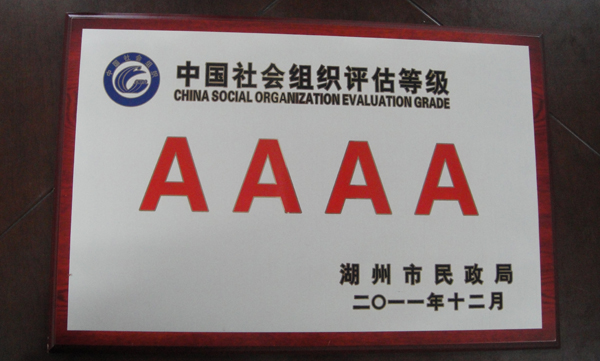 中国社会组织评估等级
CHINA SOCIAL ORGANIZATION EVALUATION GRADE
AAAA
湖州市民政局
二〇一一年十二月